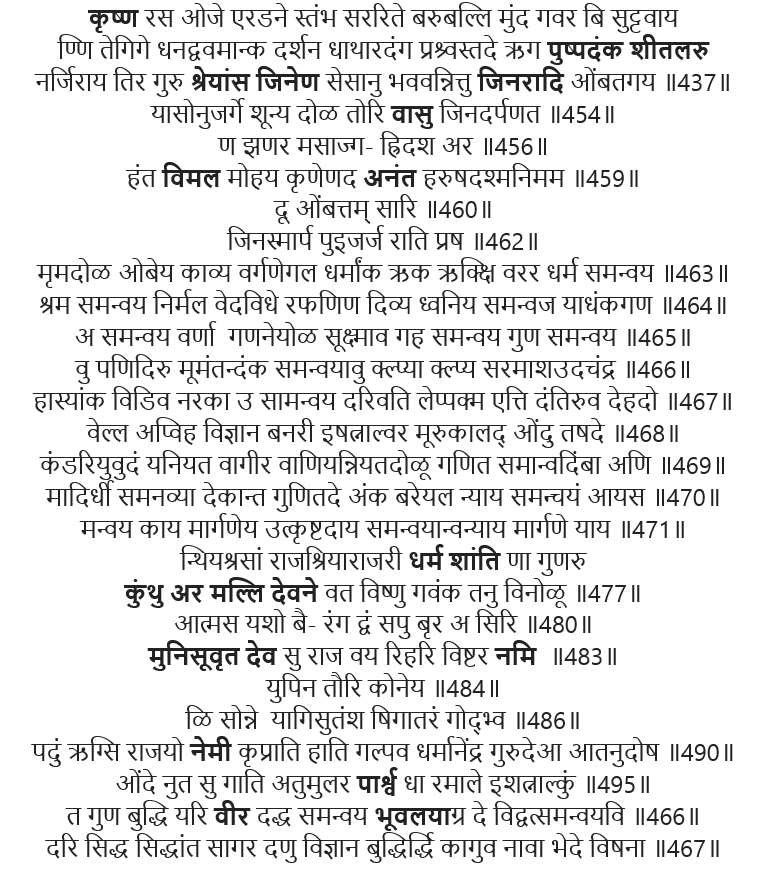 कृष्ण रस ओजे एरडने स्तंभ सररिते बरुबल्लि मुंद गवर बि सुट्टवाय
ण्णि तेगिगे धनद्ववमान्क दर्शन धाथारदंग प्रश्र्वस्तदे ऋग पुष्पदंक शीतलरु
नर्जिराय तिर गुरु श्रेयांस जिनेण सेसानु भववन्नित्तु जिनरादि ओंबतगय ॥437॥
यासोनुजर्गे शून्य दोळ तोरि वासु जिनदर्पणत ॥454॥
ण झणर मसाज्ग- ह्रिदश अर ॥456॥
हंत विमल मोहय कृणेणद अनंत हरुषदश्मनिमम ॥459॥
दू ओंबत्तम् सारि ॥460॥
जिनस्मार्प पुइजर्ज राति प्रष ॥462॥
मृमदोळ ओबेय काव्य वर्गणेगल धर्मांक ऋक ऋक्क्षि वरर धर्म समन्वय ॥463॥
श्रम समन्वय निर्मल वेदविधे रफणिण दिव्य ध्वनिय समन्वज याधंकगण ॥464॥
अ समन्वय वर्णा गणनेयोळ सूक्ष्माव गह समन्वय गुण समन्वय ॥465॥
वु पणिदिरु मूमंतन्दंक समन्वयावु क्ल्प्या क्ल्प्य सरमाशउदचंद्र ॥466॥
हास्यांक विडिव नरका उ सामन्वय दरिवति लेप्पक्म एत्ति दंतिरुव देहदो ॥467॥
वेल्ल अप्विह विज्ञान बनरी इषत्नाल्वर मूरुकालद् ओंदु तषदे ॥468॥
कंडरियुवुदं यनियत वागीर वाणियन्नियतदोळू गणित समान्वदिंबा अणि ॥469॥
मादिर्धी समनव्या देकान्त गुणितदे अंक बरेयल न्याय समन्चयं आयस ॥470॥
मन्वय काय मार्गणेय उत्कृष्टदाय समन्वयान्वन्याय मार्गणे याय ॥471॥
न्थियश्रसां राजश्रियाराजरी धर्म शांति णा गुणरु
कुंथु अर मल्लि देवने वत विष्णु गवंक तनु विनोळू ॥477॥
आत्मस यशो बै- रंग द्वं सपु बृर अ सिरि ॥480॥
मुनिसूवृत देव सु राज वय रिहरि विष्टर नमि ॥483॥
युपिन तौरि कोनेय ॥484॥
ळि सोन्ने यागिसुतंश षिगातरं गोद्भ्व ॥486॥
पदुं ऋग्सि राजयो नेमी कृप्राति हाति गल्पव धर्मानेंद्र गुरुदेआ आतनुदोष ॥490॥
ओंदे नुत सु गाति अतुमुलर पार्श्व धा रमाले इशत्नाल्कुं ॥495॥
त गुण बुद्धि यरि वीर दद्ध समन्वय भूवलयाग्र दे विद्वत्समन्वयवि ॥466॥
दरि सिद्ध सिद्धांत सागर दणु विज्ञान बुद्धिर्द्धि कागुव नावा भेदे विषना ॥467॥